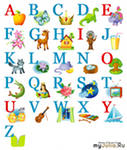 A B C D E
F G H I J
K L M N O
P Q R S T
U V W X Y
Z